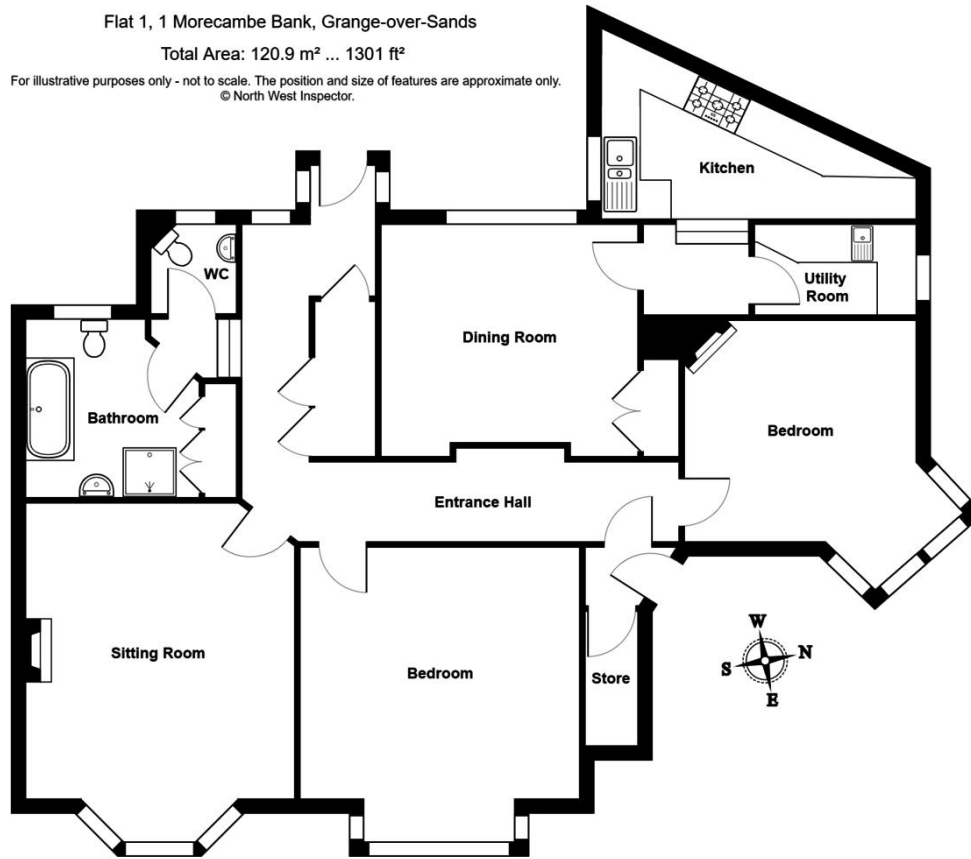 Flat 1, 1 Morecambe Bank, Grange-over-Sands
Total Area: 120.9 m² ... 1301 ft²
For illustrative purposes only - not to scale. The position and size of features are approximate only.
© North West Inspector.
Kitchen
WC
Utility
Room
Dining Room
Bathroom
Bedroom
Entrance Hall
Sitting Room
Bedroom
Store
W
N
S
E